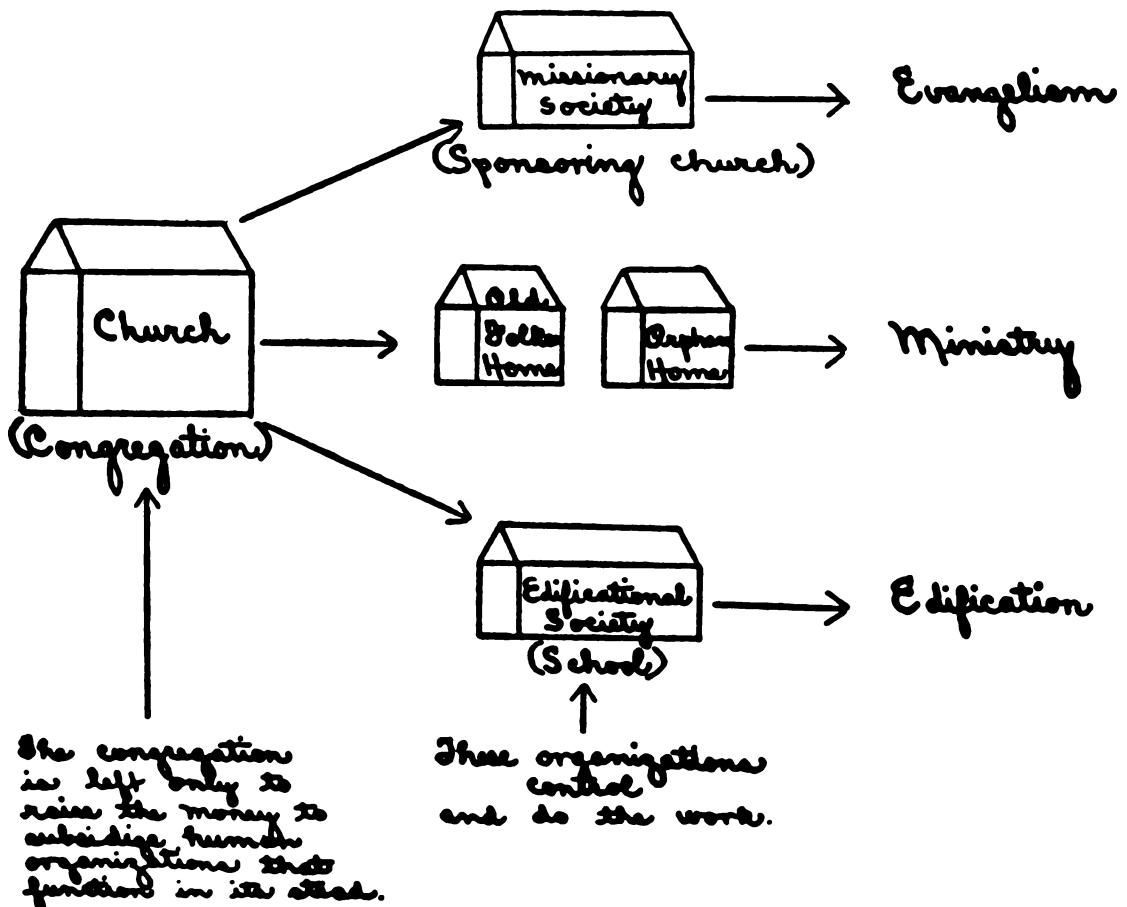 Missionary
Society
(Sponsoring church)
Evangelism
Church
(Congregation)
Old
Folks
Home
Orphan
Home
Ministry
Edificational
Society
(School)
Edification
The congregation
is left only to
raise the money to
subsidize human
organizations that
function in its stead.
These organizations
control
and do the work.